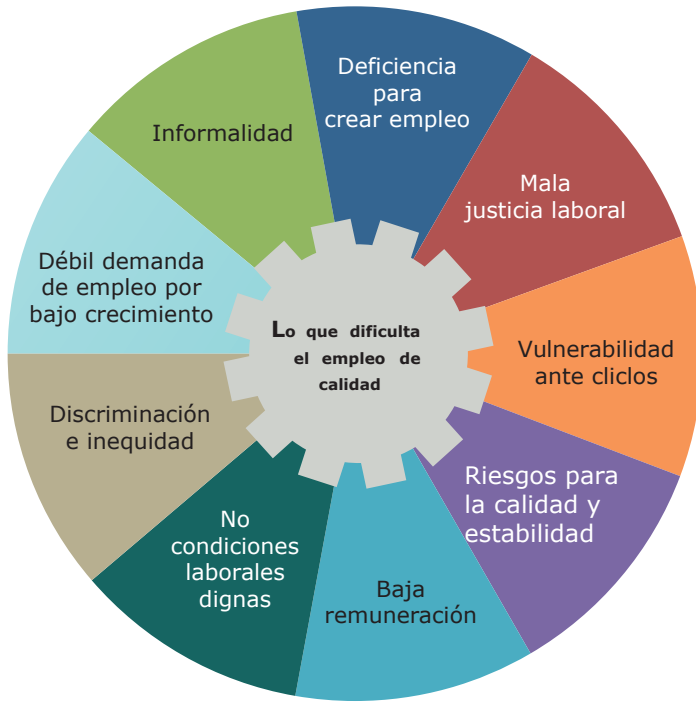 Deficiencia
para
crear empleo
Mala
justicia laboral
Vulnerabilidad
ante cliclos
Riesgos para
la calidad y
estabilidad
Baja
remuneración
No
condiciones
laborales
dignas
Discriminación
e inequidad
Débil demanda
de empleo por
bajo crecimiento
Informalidad
Lo que dificulta
el empleo de
calidad